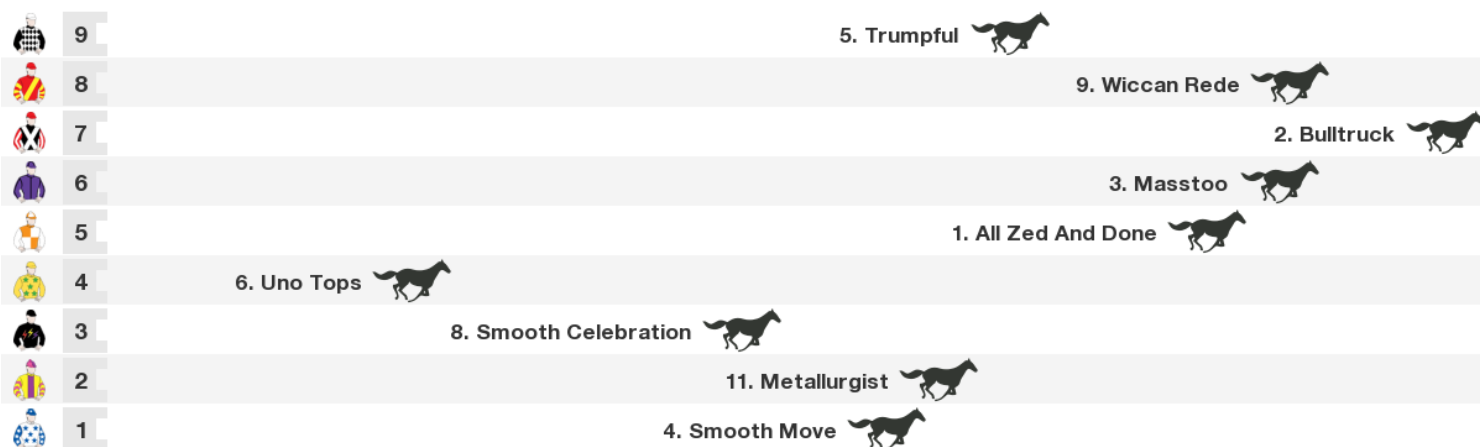 9 5. Trumpful
8 9. Wiccan Rede
7 2. Bulltruck
6 3. Masstoo
5 1. All Zed And Done
4 6. Uno Tops
3 8. Smooth Celebration
2 11. Metallurgist
1 4. Smooth Move